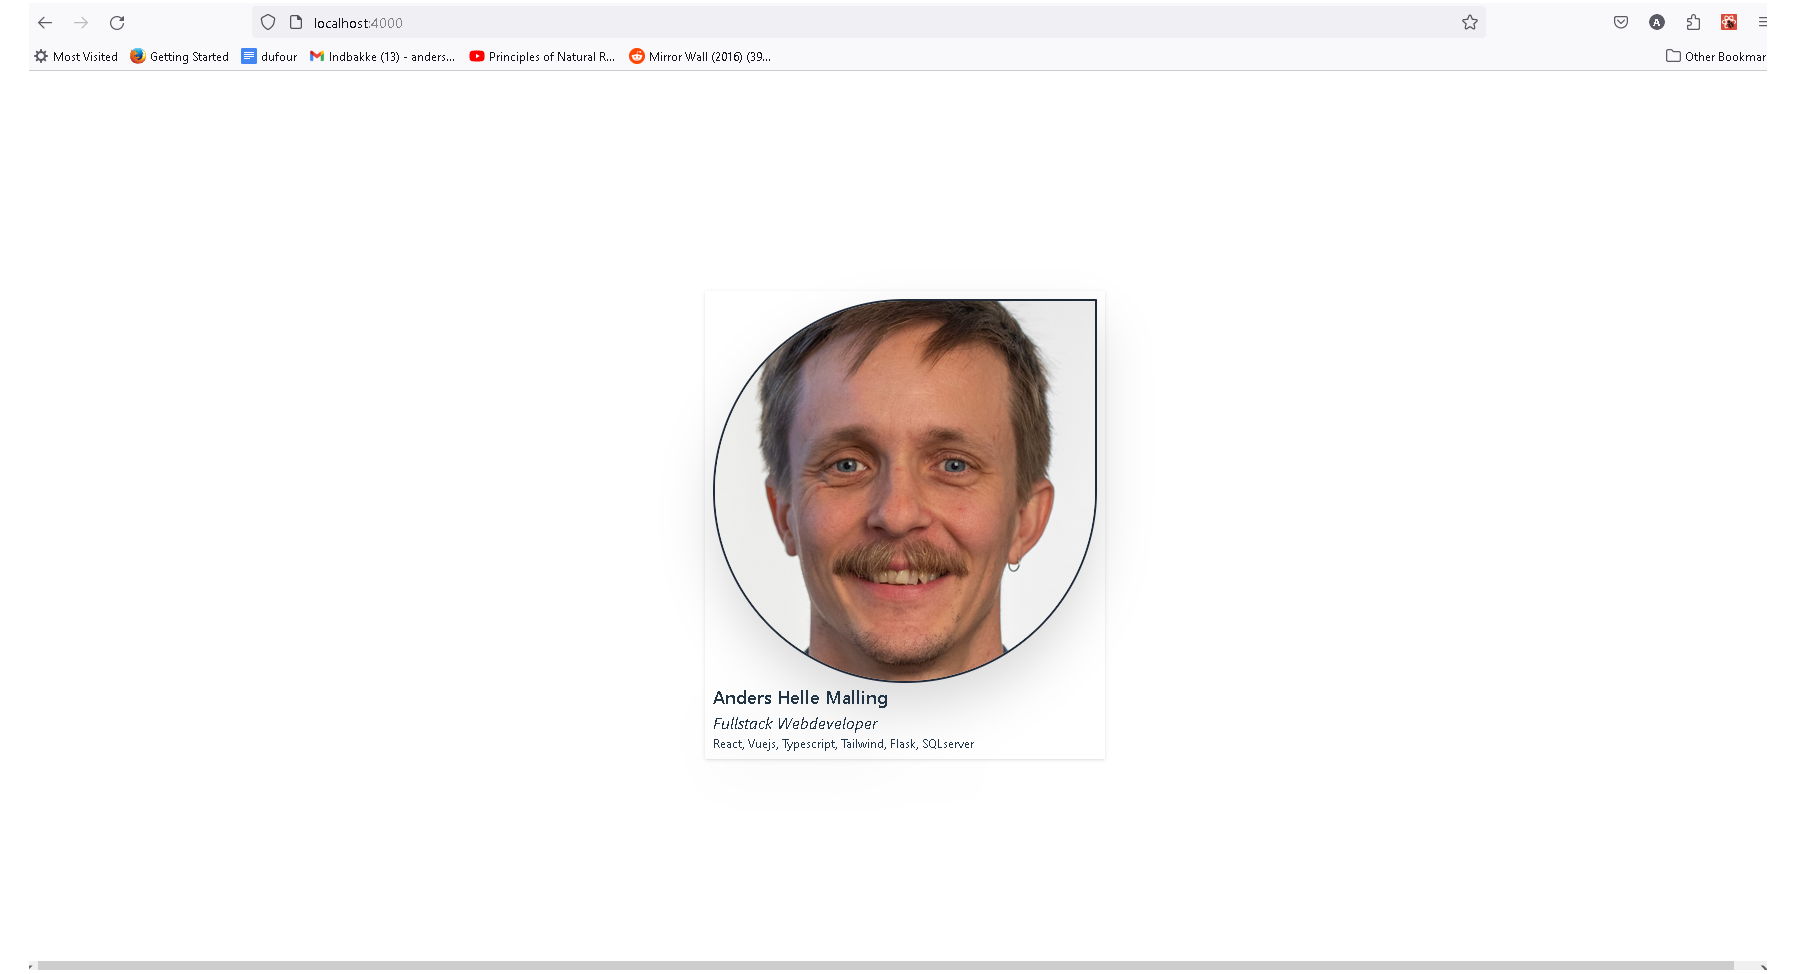 localhost:4000
A
Most Visited Getting Started dufour Indbakke (13) - anders... Principles of Natural R... Mirror Wall (2016) (39... Other Bookmar
Anders Helle Malling
Fullstack Webdeveloper
React, Vuejs, Typescript, Tailwind, Flask, SQLserver